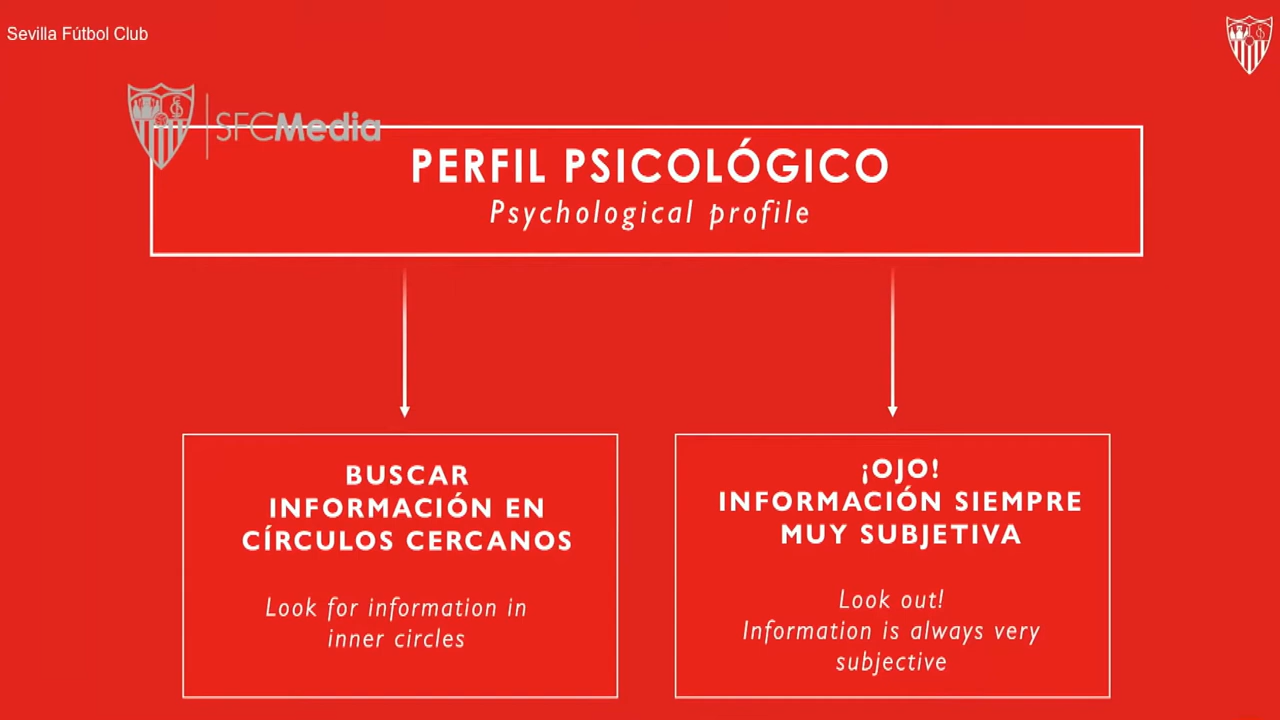 Sevilla Fútbol Club
SFCMedia
PERFIL PSICOLÓGICO
Psychological profile
BUSCAR
INFORMACIÓN EN
CÍRCULOS CERCANOS
Look for information in
inner circles
¡OJO!
INFORMACIÓN SIEMPRE
MUY SUBJETIVA
Look out!
Information is always very
subjective